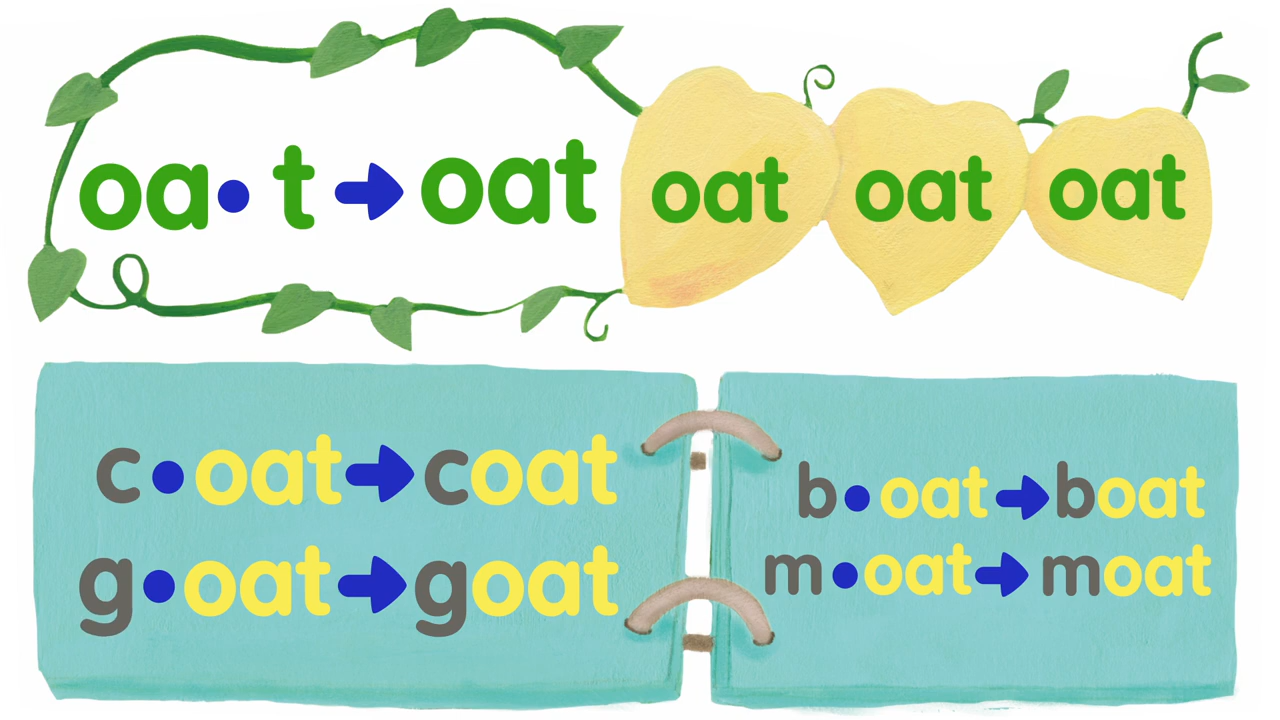 oa • t → oat oat oat oat
c • oat → coat
g • oat → goat
b • oat → boat
m • oat → moat